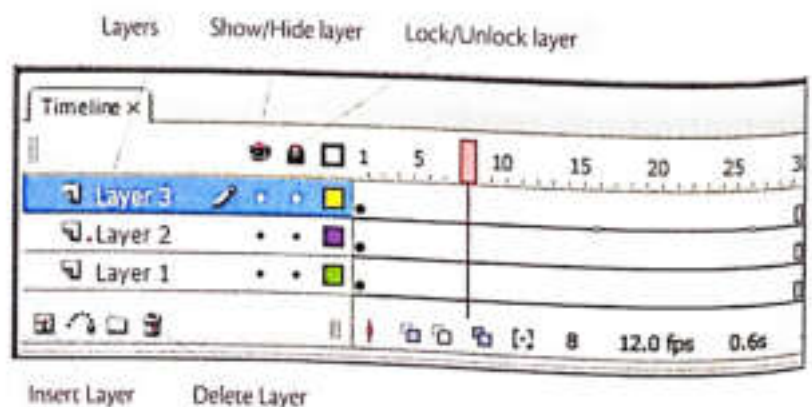 Layers Show/Hide layer Lock/Unlock layer
Timeline ×
1 5 10 15 20 25 3
Layer 3
Layer 2
Layer 1
8 12.0 fps 0.6s
Insert Layer Delete Layer